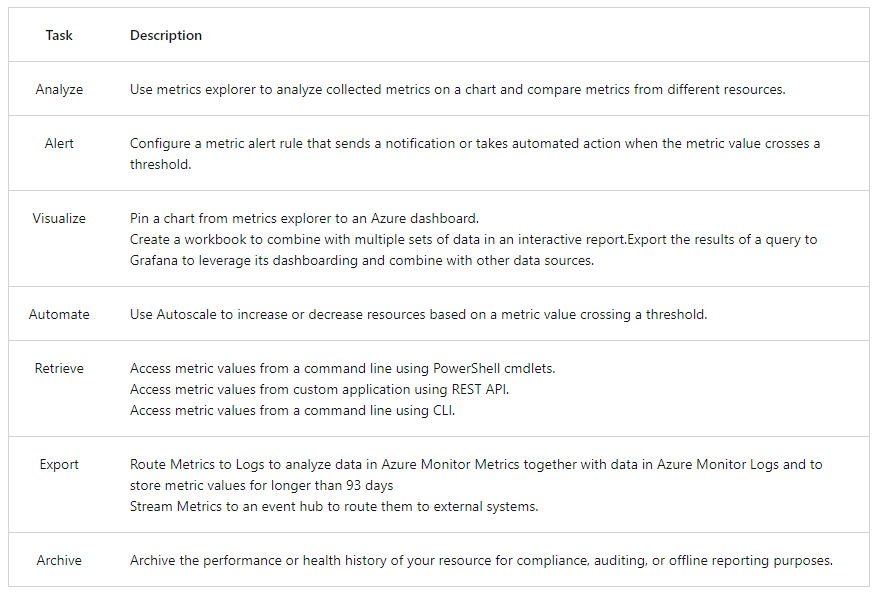 Task Description
Analyze Use metrics explorer to analyze collected metrics on a chart and compare metrics from different resources.
Alert Configure a metric alert rule that sends a notification or takes automated action when the metric value crosses a
threshold.
Visualize Pin a chart from metrics explorer to an Azure dashboard.
Create a workbook to combine with multiple sets of data in an interactive report.Export the results of a query to
Grafana to leverage its dashboarding and combine with other data sources.
Automate Use Autoscale to increase or decrease resources based on a metric value crossing a threshold.
Retrieve Access metric values from a command line using PowerShell cmdlets.
Access metric values from custom application using REST API.
Access metric values from a command line using CLI.
Export Route Metrics to Logs to analyze data in Azure Monitor Metrics together with data in Azure Monitor Logs and to
store metric values for longer than 93 days
Stream Metrics to an event hub to route them to external systems.
Archive Archive the performance or health history of your resource for compliance, auditing, or offline reporting purposes.